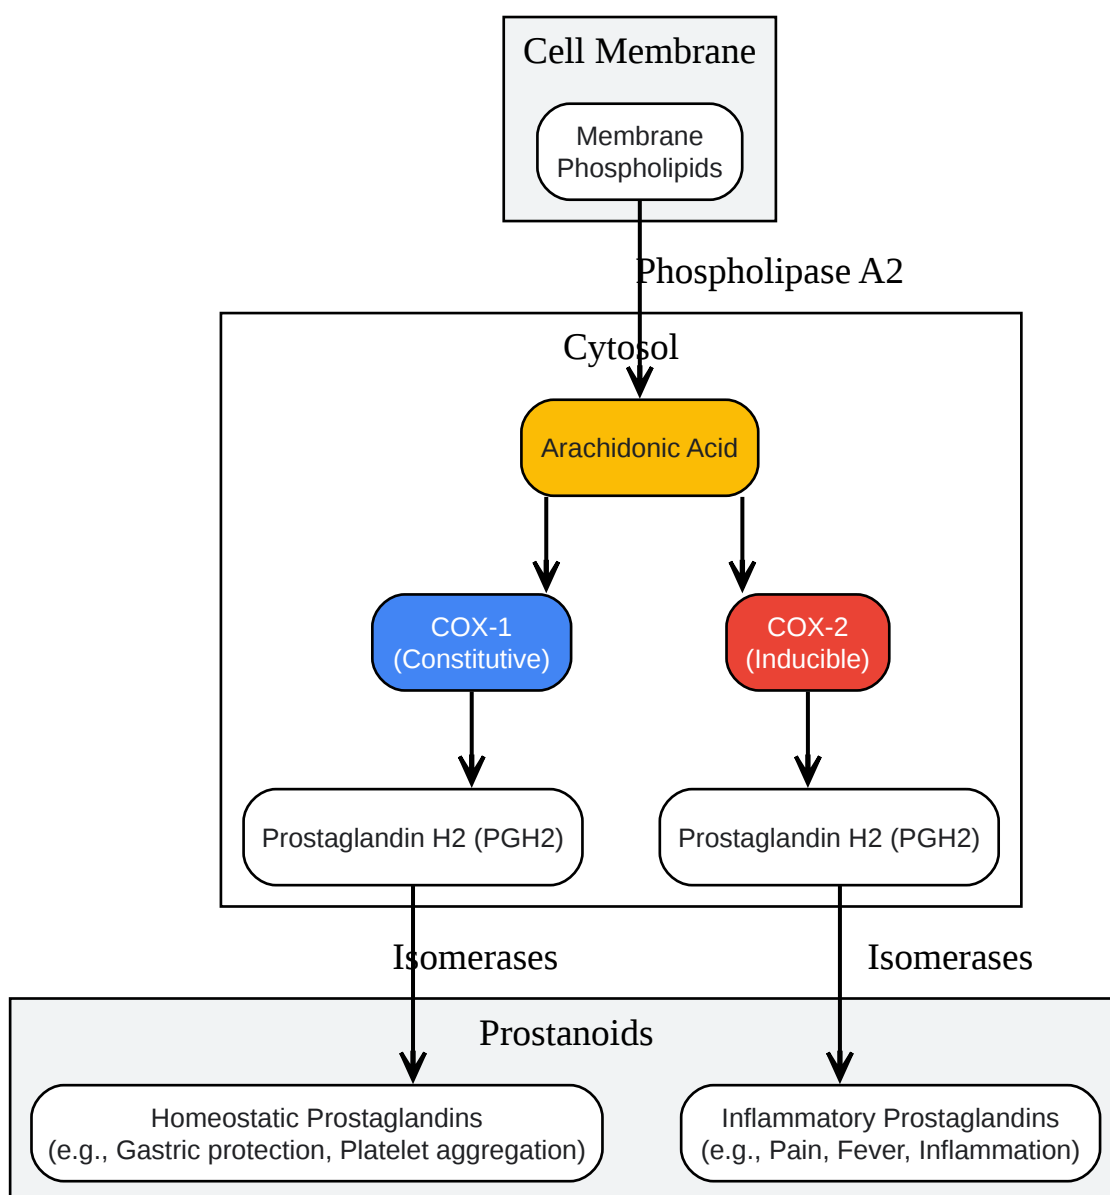 Cell Membrane
Membrane
Phospholipids
Phospholipase A2
Cytosol
Arachidonic Acid
COX-1
(Constitutive)
COX-2
(Inducible)
Prostaglandin H2 (PGH2)
Prostaglandin H2 (PGH2)
Isomerases
Isomerases
Prostanoids
Homeostatic Prostaglandins
(e.g., Gastric protection, Platelet aggregation)
Inflammatory Prostaglandins
(e.g., Pain, Fever, Inflammation)